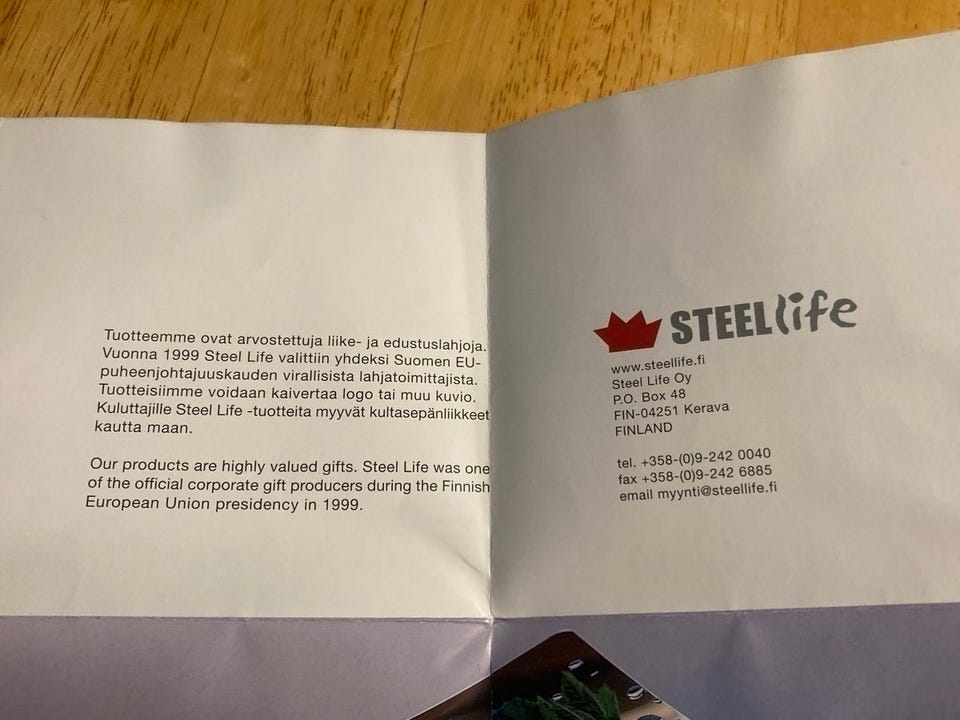 Tuotteemme ovat arvostettuja liike- ja edustuslahjoja.
Vuonna 1999 Steel Life valittiin yhdeksi Suomen EU-
puheenjohtajuuskauden virallisista lahjatoimittajista.
Tuotteisiimme voidaan kaivertaa logo tai muu kuvio.
Kuluttajille Steel Life -tuotteita myyvät kultasepänliikkeet
kautta maan.
Our products are highly valued gifts. Steel Life was one
of the official corporate gift producers during the Finnish
European Union presidency in 1999.
STEEL life
www.steellife.fi
Steel Life Oy
P.O. Box 48
FIN-04251 Kerava
FINLAND
tel. +358-(0)9-242 0040
fax +358-(0)9-242 6885
email myynti@steellife.fi